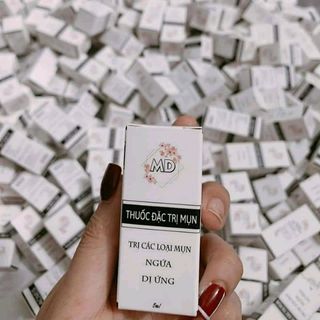 MD
THUỐC ĐẶC TRỊ MỤN
TRỊ CÁC LOẠI MỤN
NGỨA
DỊ ỨNG
5ml